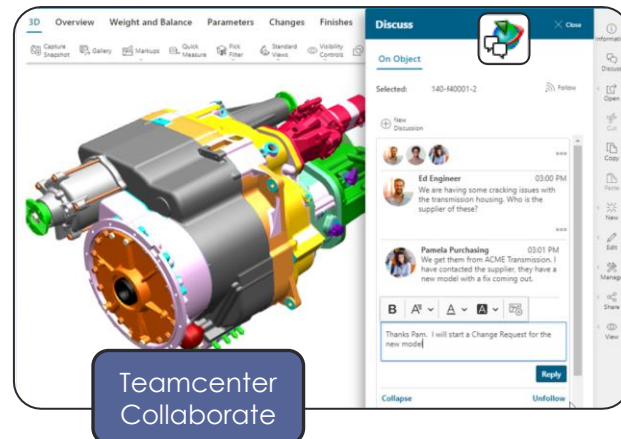 3D Overview Weight and Balance Parameters Changes Finishes
Capture
Snapshot
Gallery
Markups
Quick
Measure
Pick
Filter
Standard
Views
Visibility
Controls
Discuss
Close
On Object
Selected: 140-f40001-2 Follow
New
Discussion
Ed Engineer 03:00 PM
We are having some cracking issues with
the transmission housing. Who is the
supplier of these?
Pamela Purchasing 03:01 PM
We get them from ACME Transmission. I
have contacted the supplier, they have a
new model with a fix coming out.
B A A A
Thanks Pam. I will start a Change Request for the
new model
Reply
Collapse Unfollow
Informati
Discuss
Open
Cut
Copy
Paste
New
Edit
Manage
Share
View
Teamcenter
Collaborate